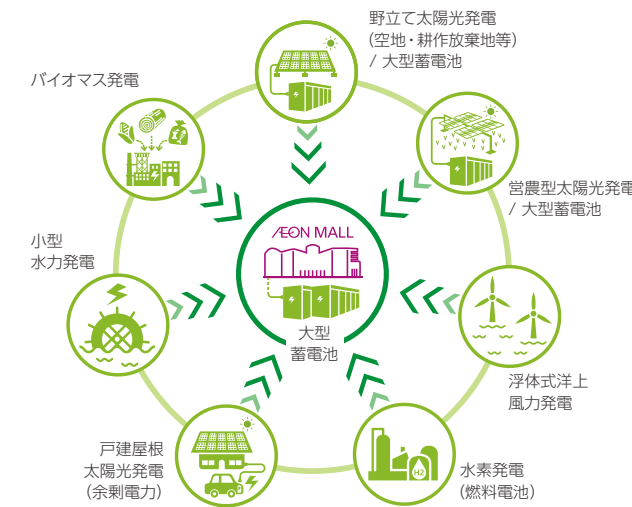 野立て太陽光発電
(空地・耕作放棄地等)
/ 大型蓄電池
バイオマス発電
営農型太陽光発電
/ 大型蓄電池
ÆON MALL
大型
蓄電池
小型
水力発電
浮体式洋上
風力発電
戸建屋根
太陽光発電
(余剰電力)
H2
水素発電
(燃料電池)